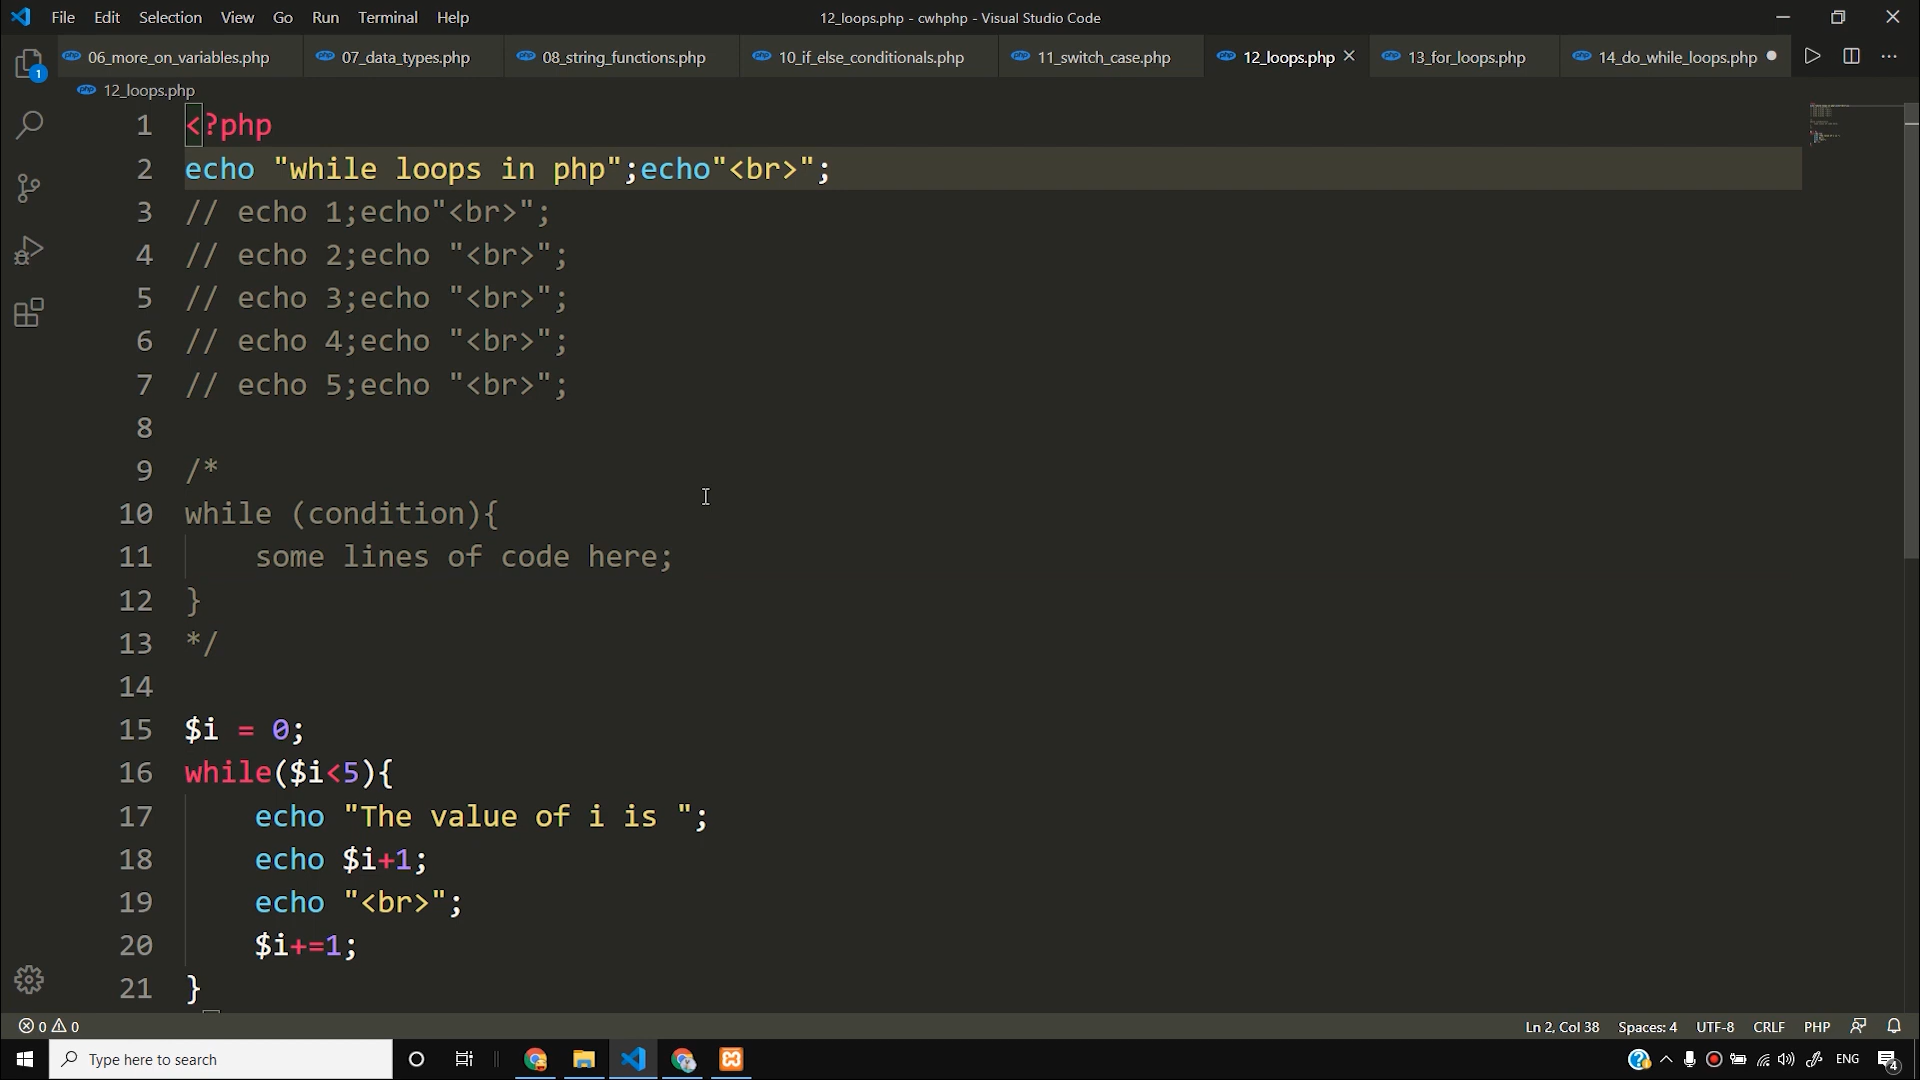 File Edit Selection View Go Run Terminal Help 12_loops.php - cwhphp - Visual Studio Code
1 06_more_on_variables.php 07_data_types.php 08_string_functions.php 10_if_else_conditionals.php 11_switch_case.php 12_loops.php 13_for_loops.php 14_do_while_loops.php
12_loops.php
1 <?php
2 echo "while loops in php";echo"<br>";
3 // echo 1;echo"<br>";
4 // echo 2;echo "<br>";
5 // echo 3;echo "<br>";
6 // echo 4;echo "<br>";
7 // echo 5;echo "<br>";
8
9 /*
10 while (condition){
11 some lines of code here;
12 }
13 */
14
15 $i = 0;
16 while($i<5){
17 echo "The value of i is ";
18 echo $i+1;
19 echo "<br>";
20 $i+=1;
21 }
0 0 Ln 2, Col 38 Spaces: 4 UTF-8 CRLF PHP
Type here to search ENG 4